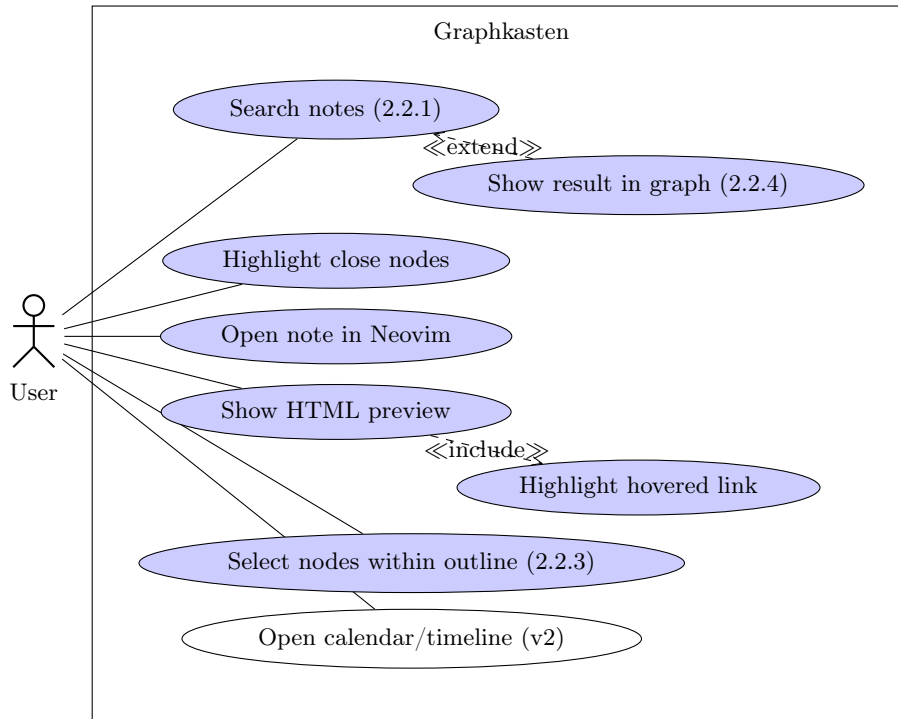 Graphkasten
Search notes (2.2.1)
≪extend≫
Show result in graph (2.2.4)
Highlight close nodes
Open note in Neovim
User
Show HTML preview
≪include≫
Highlight hovered link
Select nodes within outline (2.2.3)
Open calendar/timeline (v2)